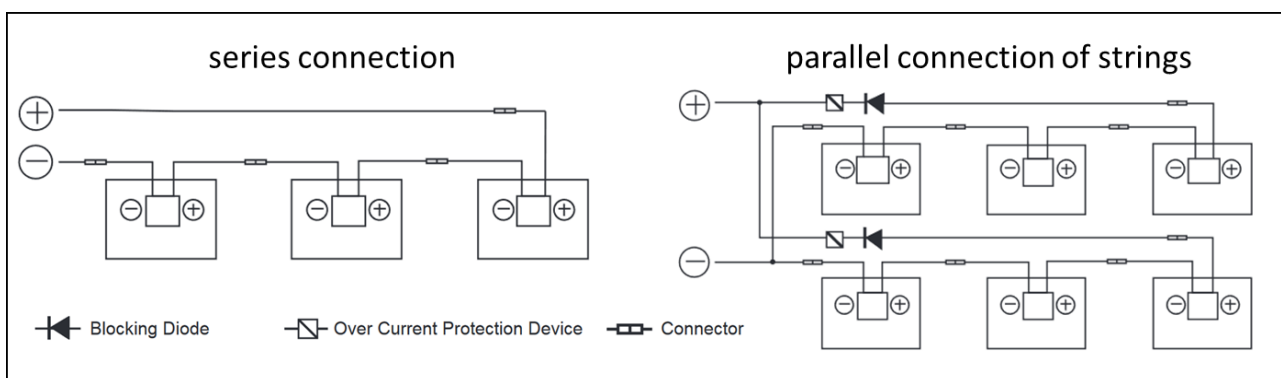 series connection
parallel connection of strings
+
−
− + − + − +
+
− + − + − +
−
− + − + − +
Blocking Diode
Over Current Protection Device
Connector